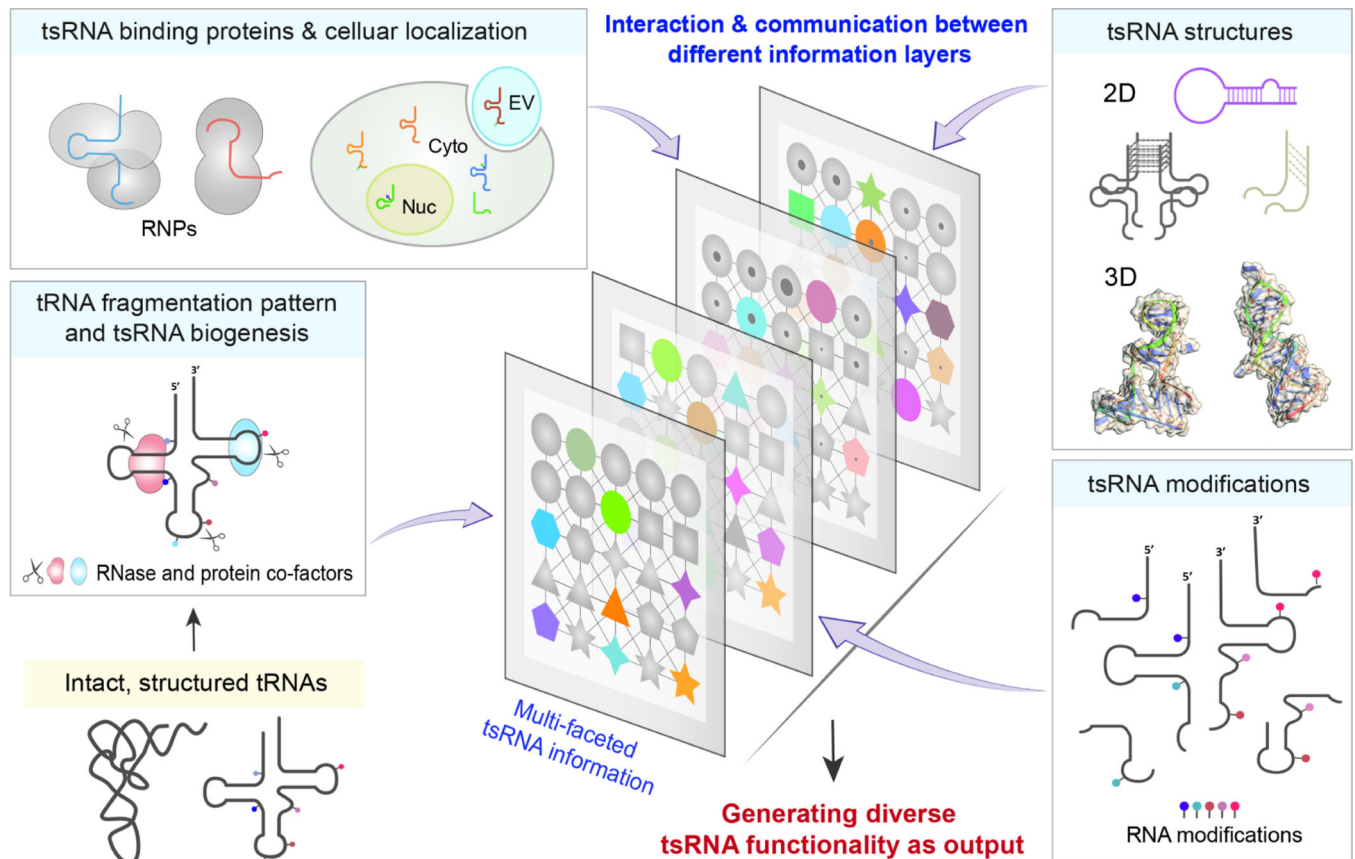 tsRNA binding proteins & celluar localization
EV
Cyto
Nuc
RNPs
Interaction & communication between
different information layers
tsRNA structures
2D
3D
tRNA fragmentation pattern
and tsRNA biogenesis
3’
5’
RNase and protein co-factors
Intact, structured tRNAs
Multi-faceted
tsRNA information
Generating diverse
tsRNA functionality as output
tsRNA modifications
3’
5’
3’
5’
RNA modifications